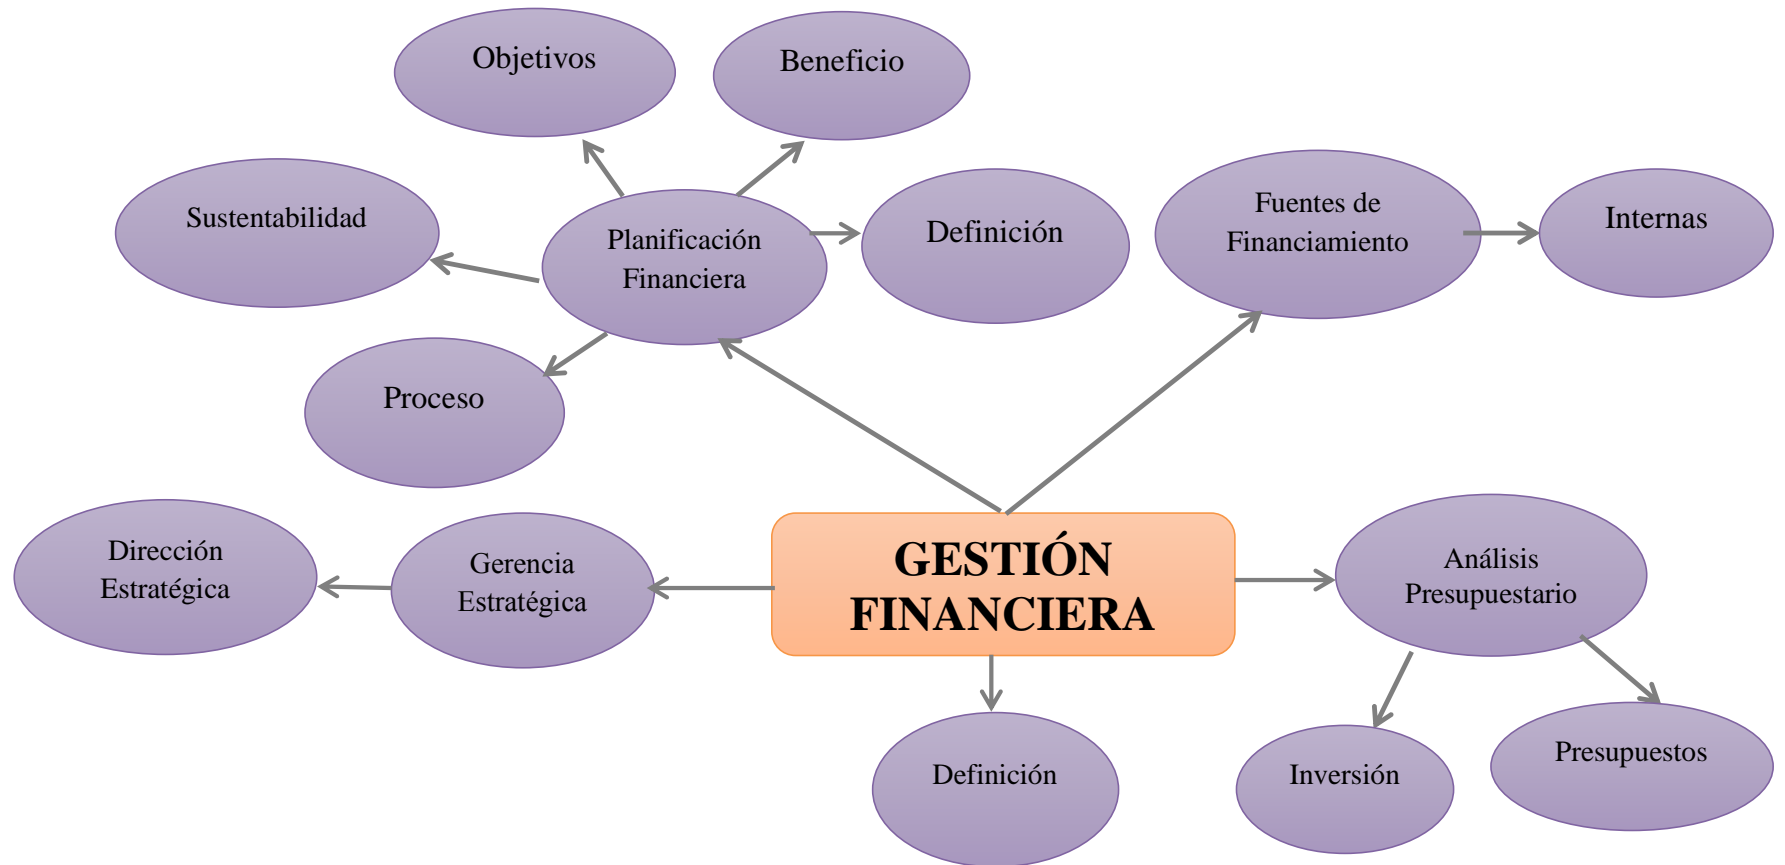 Objetivos
Beneficio
Sustentabilidad
Planificación
Financiera
Definición
Fuentes de
Financiamiento
Internas
Proceso
Dirección
Estratégica
Gerencia
Estratégica
GESTIÓN
FINANCIERA
Análisis
Presupuestario
Definición
Inversión
Presupuestos